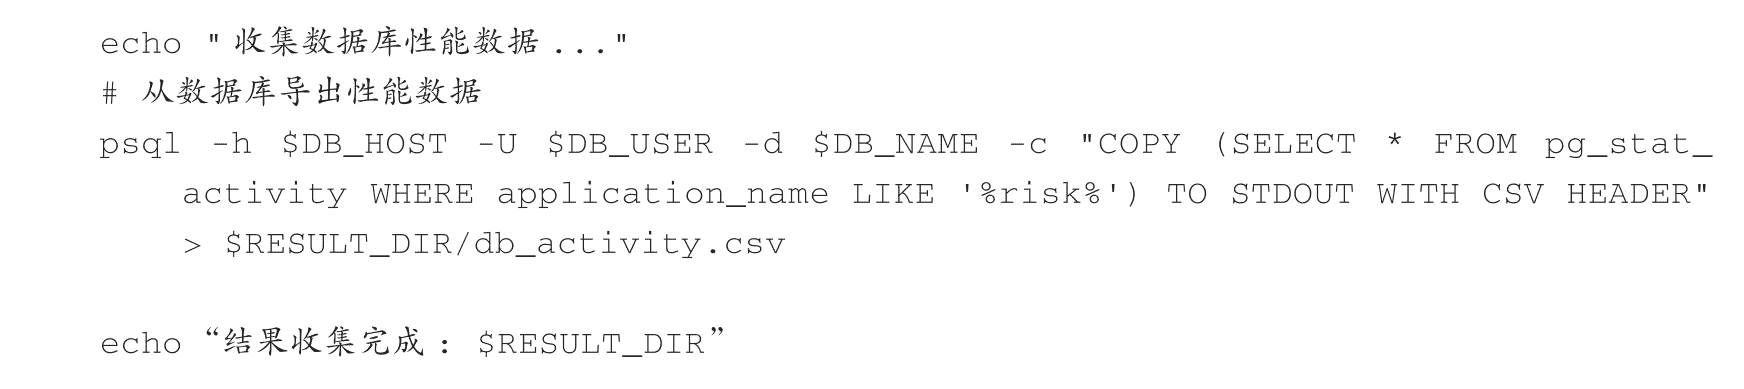 echo "收集数据库性能数据..."
# 从数据库导出性能数据
psql -h $DB_HOST -U $DB_USER -d $DB_NAME -c "COPY (SELECT * FROM pg_stat_
activity WHERE application_name LIKE '%risk%') TO STDOUT WITH CSV HEADER"
> $RESULT_DIR/db_activity.csv
echo“结果收集完成: $RESULT_DIR”